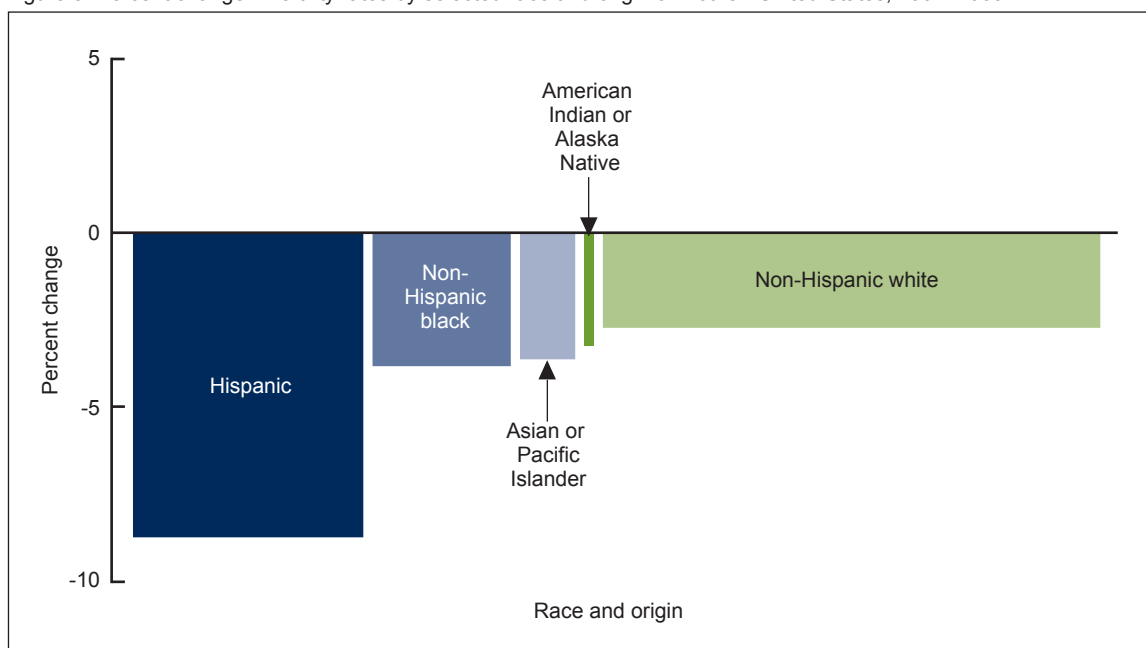 5
American
Indian or
Alaska
Native
0
Percent change
Non-
Hispanic
black
Non-Hispanic white
Hispanic
-5
Asian or
Pacific
Islander
-10
Race and origin